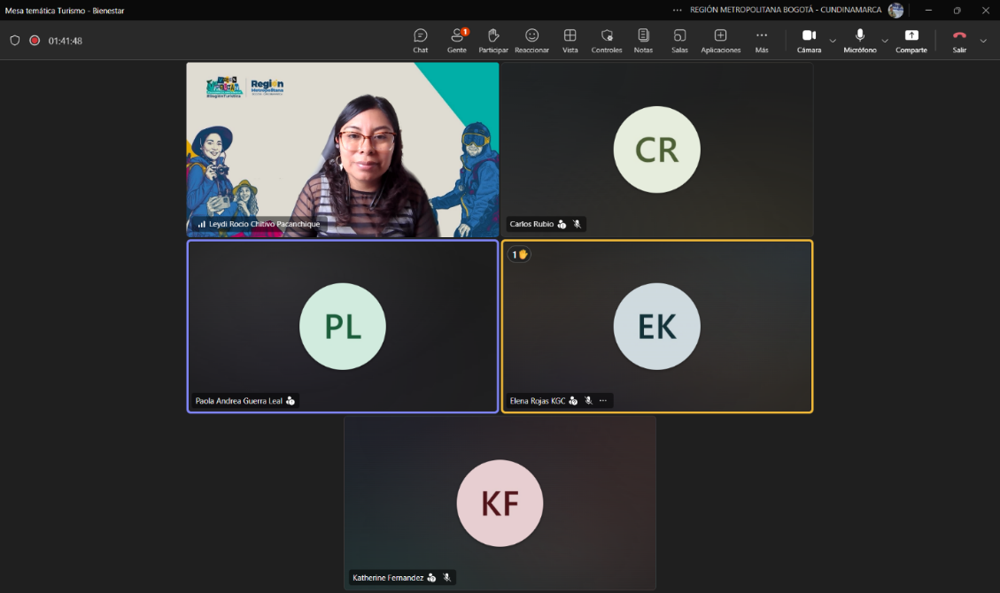 Mesa temática Turismo - Bienestar
REGIÓN METROPOLITANA BOGOTÁ - CUNDINAMARCA
01:41:48
Chat
1
Gente
Participar
Reaccionar
Vista
Controles
Notas
Salas
Aplicaciones
Más
Cámara
Micrófono
Comparte
Salir
Región
Metropolitana
Leydi Rocio Chitivo Pacanchique
CR
Carlos Rubio
PL
Paola Andrea Guerra Leal
1
EK
Elena Rojas KGC
KF
Katherine Fernandez